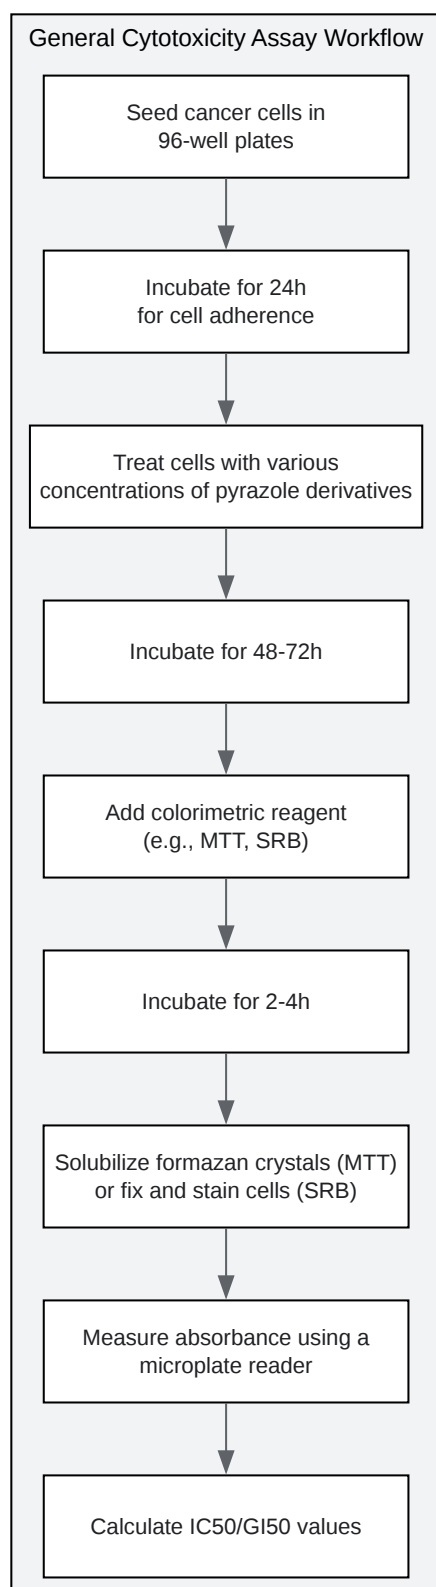 General Cytotoxicity Assay Workflow
Seed cancer cells in
96-well plates
Incubate for 24h
for cell adherence
Treat cells with various
concentrations of pyrazole derivatives
Incubate for 48-72h
Add colorimetric reagent
(e.g., MTT, SRB)
Incubate for 2-4h
Solubilize formazan crystals (MTT)
or fix and stain cells (SRB)
Measure absorbance using a
microplate reader
Calculate IC50/GI50 values